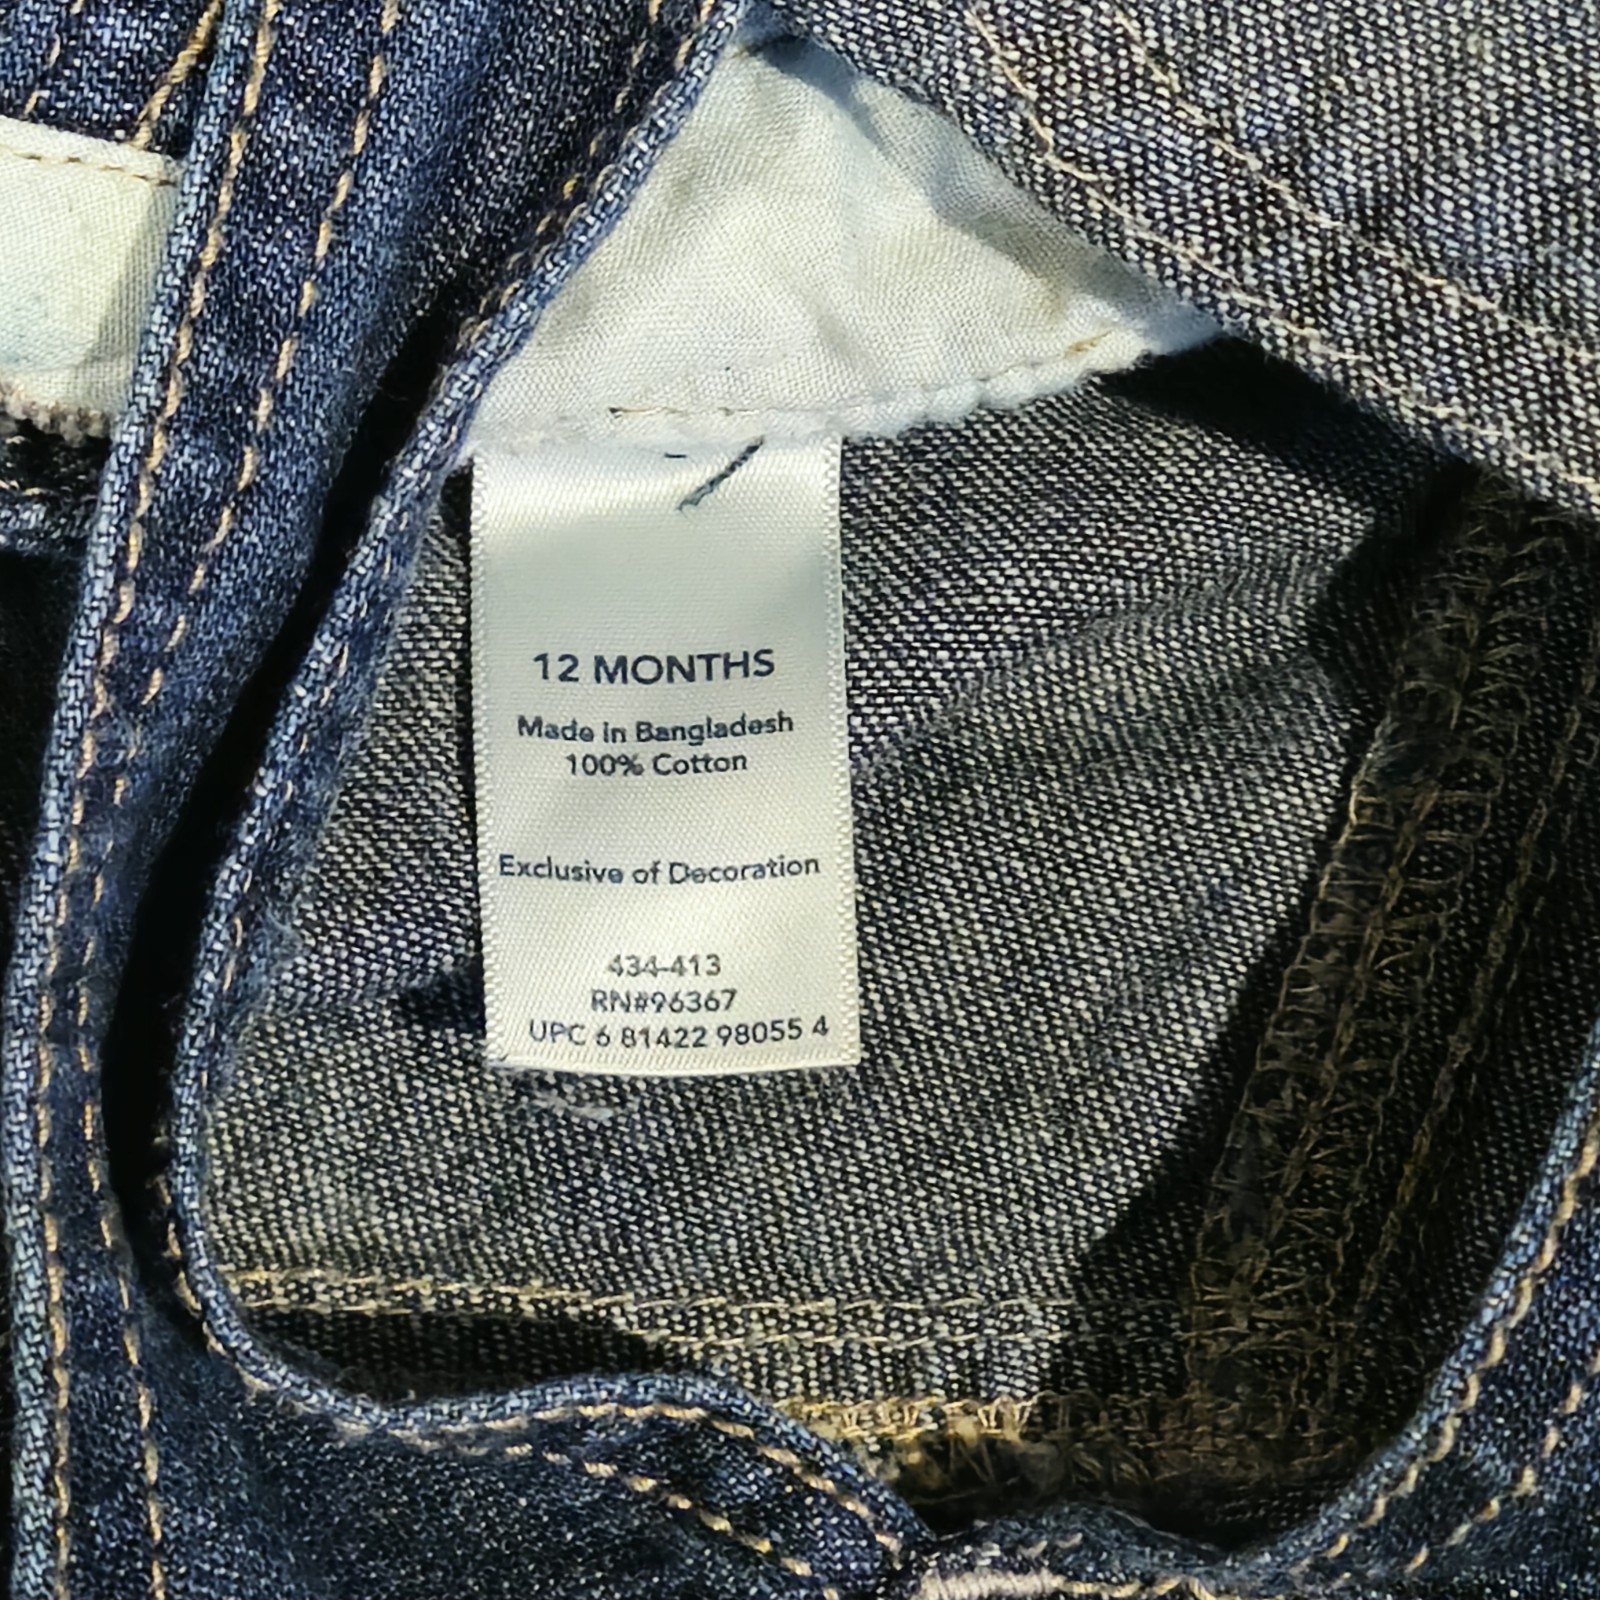 12 MONTHS
Made in Bangladesh
100% Cotton
Exclusive of Decoration
434-413
RN#96367
UPC 6 81422 98055 4